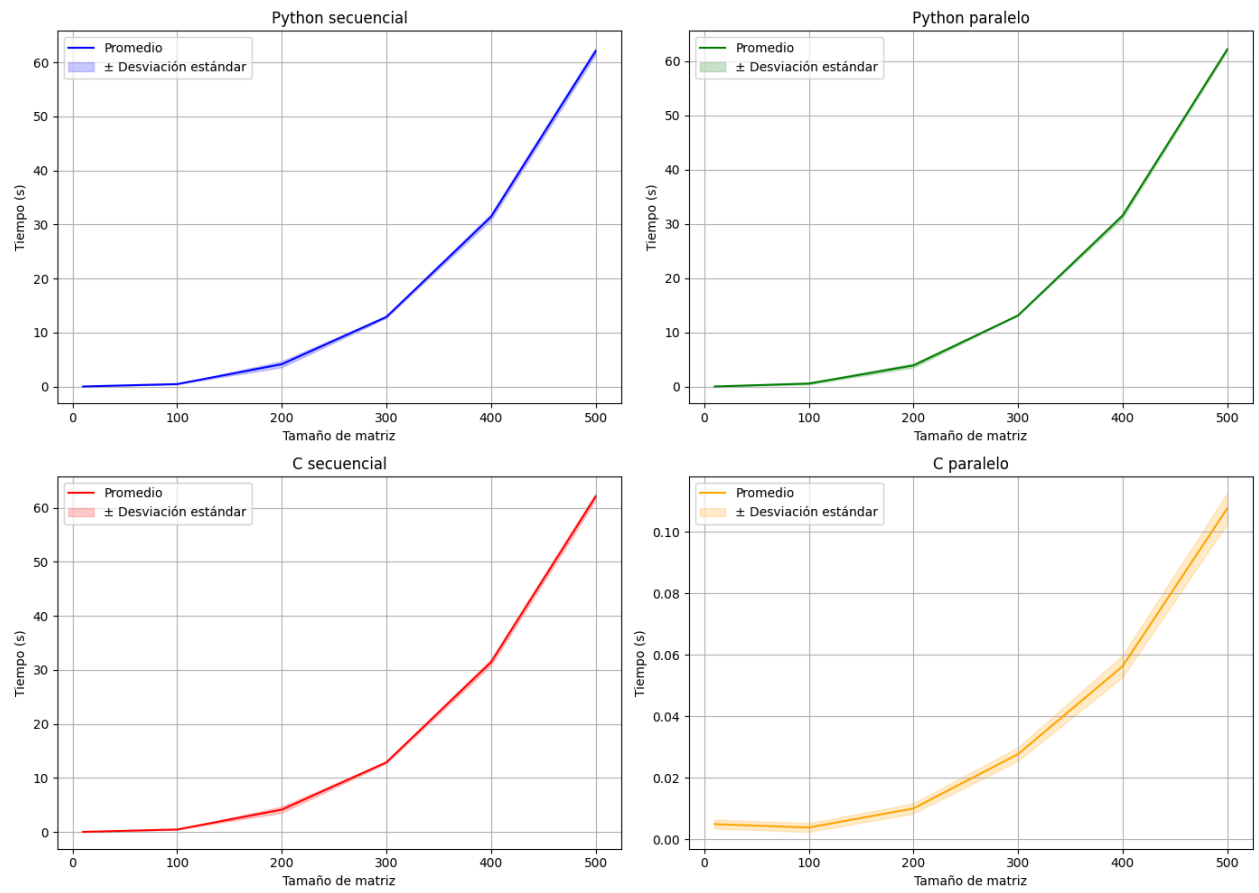 Python secuencial
Promedio
± Desviación estándar
Tiempo (s)
60
50
40
30
20
10
0
0 100 200 300 400 500
Tamaño de matriz
Python paralelo
Promedio
± Desviación estándar
Tiempo (s)
60
50
40
30
20
10
0
0 100 200 300 400 500
Tamaño de matriz
C secuencial
Promedio
± Desviación estándar
Tiempo (s)
60
50
40
30
20
10
0
0 100 200 300 400 500
Tamaño de matriz
C paralelo
Promedio
± Desviación estándar
Tiempo (s)
0.10
0.08
0.06
0.04
0.02
0.00
0 100 200 300 400 500
Tamaño de matriz